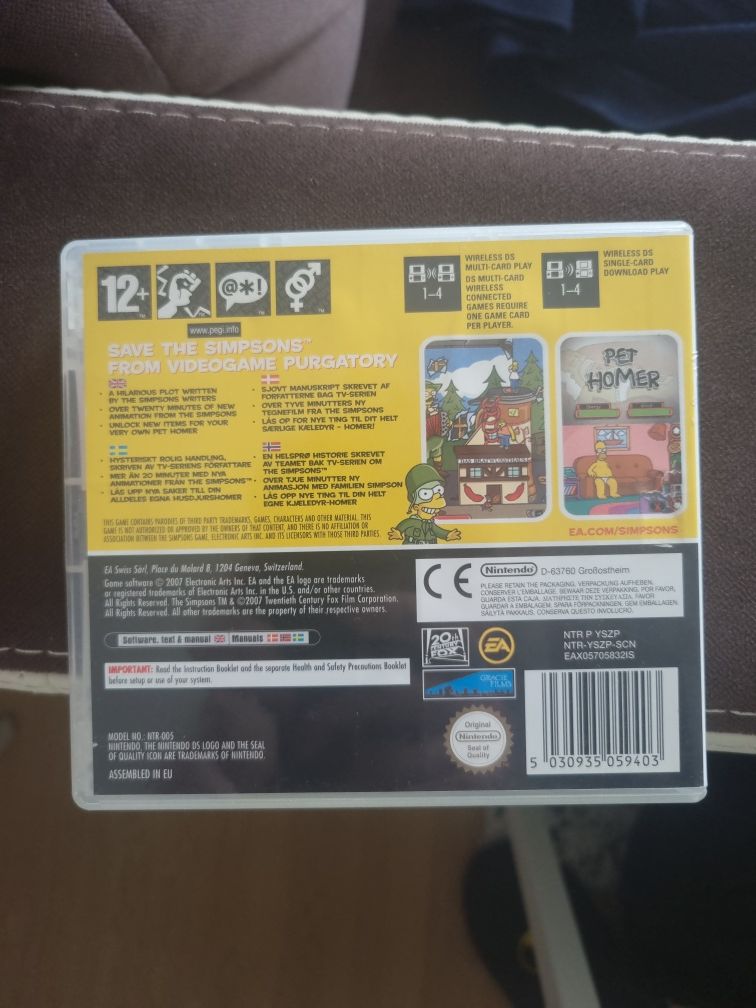 12+
@*!
www.pegi.info
1-4
WIRELESS DS
MULTI-CARD PLAY
DS MULTI-CARD
WIRELESS
CONNECTED
GAMES REQUIRE
ONE GAME CARD
PER PLAYER.
1-4
WIRELESS DS
SINGLE-CARD
DOWNLOAD PLAY
SAVE THE SIMPSONS™
FROM VIDEOGAME PURGATORY
• A HILARIOUS PLOT WRITTEN
BY THE SIMPSONS WRITERS
• OVER TWENTY MINUTES OF NEW
ANIMATION FROM THE SIMPSONS
• UNLOCK NEW ITEMS FOR YOUR
VERY OWN PET HOMER
• SJOVT MANUSKRIPT SKREVET AF
FORFATTERNE BAG TV-SERIEN
• OVER TYVE MINUTTERS NY
TEGNEFILM FRA THE SIMPSONS
• LÅS OP FOR NYE TING TIL DIT HELT
SÆRLIGE KÆLEDYR - HOMER!
• HYSTERISKT ROLIG HANDLING,
SKRIVEN AV TV-SERIENS FÖRFATTARE
• MER ÄN 20 MINUTER MED NYA
ANIMATIONER FRÅN THE SIMPSONS™
• LÅS UPP NYA SAKER TILL DIN
ALLDELES EGNA HUSDJURSHOMER
• EN HELSPRØ HISTORIE SKREVET
AV TEAMET BAK TV-SERIEN OM
THE SIMPSONS™
• OVER TJUE MINUTTER NY
ANIMASJON MED FAMILIEN SIMPSON
• LÅS OPP NYE TING TIL DIN HELT
EGNE KJÆLEDYR-HOMER
PET
HOMER
EA.COM/SIMPSONS
THIS GAME CONTAINS PARODIES OF THIRD PARTY TRADEMARKS, GAMES, CHARACTERS AND OTHER MATERIAL. THIS
GAME IS NOT AUTHORIZED OR APPROVED BY THE OWNERS OF THAT CONTENT, AND THERE IS NO AFFILIATION OR
ASSOCIATION BETWEEN THE SIMPSONS GAME, ELECTRONIC ARTS INC. AND ITS LICENSORS WITH THOSE THIRD PARTIES.
EA Swiss Sàrl, Place du Molard 8, 1204 Geneva, Switzerland.
Game software © 2007 Electronic Arts Inc. EA and the EA logo are trademarks
or registered trademarks of Electronic Arts Inc. in the U.S. and/or other countries.
All Rights Reserved. The Simpsons TM & ©2007 Twentieth Century Fox Film Corporation.
All Rights Reserved. All other trademarks are the property of their respective owners.
Software, text & manual
Manuals
IMPORTANT: Read the Instruction Booklet and the separate Health and Safety Precautions Booklet
before setup or use of your system.
MODEL NO.: NTR-005
NINTENDO, THE NINTENDO DS LOGO AND THE SEAL
OF QUALITY ICON ARE TRADEMARKS OF NINTENDO.
ASSEMBLED IN EU
CE
Nintendo D-63760 Großostheim
PLEASE RETAIN THE PACKAGING. VERPACKUNG AUFHEBEN.
CONSERVER L'EMBALLAGE. BEWAAR DEZE VERPAKKING. POR FAVOR,
GUARDA ESTA CAJA. ΔΙΑΤΗΡΗΣΤΕ ΤΗΝ ΣΥΣΚΕΥΑΣΙΑ. FAVOR
GUARDAR A EMBALAGEM. SPARA FÖRPACKNINGEN. GEM EMBALLAGEN.
SÄILYTÄ PAKKAUS. CONSERVA QUESTO INVOLUCRO.
20th
CENTURY
FOX
EA
NTR P YSZP
NTR-YSZP-SCN
EAX05705832IS
GRACIE
FILMS
Original
Nintendo
Seal of
Quality
5 030935 059403